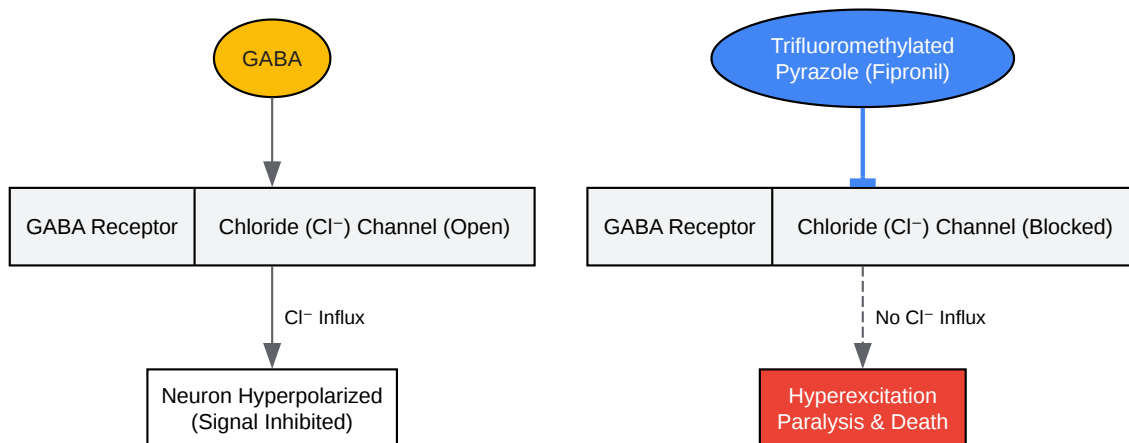 GABA
GABA Receptor
Chloride (Cl⁻) Channel (Open)
Cl⁻ Influx
Neuron Hyperpolarized
(Signal Inhibited)
Trifluoromethylated
Pyrazole (Fipronil)
GABA Receptor
Chloride (Cl⁻) Channel (Blocked)
No Cl⁻ Influx
Hyperexcitation
Paralysis & Death